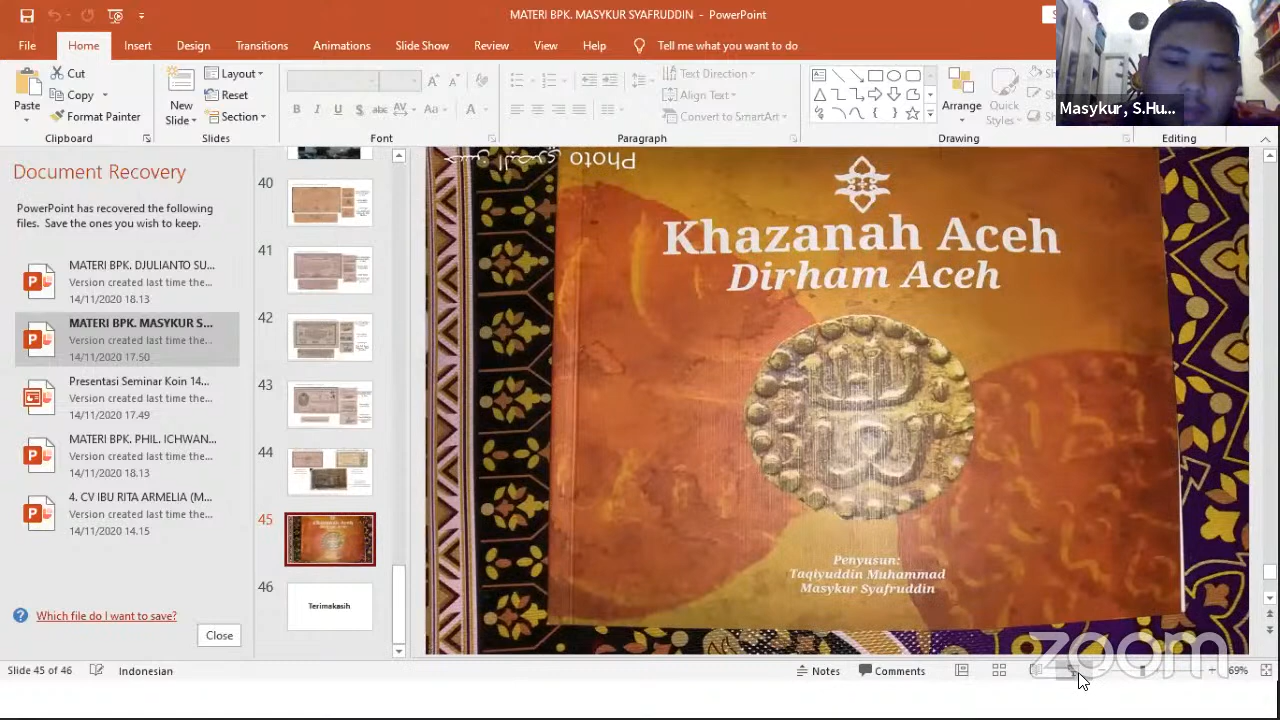 MATERI BPK. MASYKUR SYAFRUDDIN - PowerPoint
File Home Insert Design Transitions Animations Slide Show Review View Help Tell me what you want to do
Paste
Cut
Copy
Format Painter
Clipboard
New Slide
Layout
Reset
Section
Slides
B I U S abc AV Aa A
Font
Text Direction
Align Text
Convert to SmartArt
Paragraph
Arrange
Quick Styles
Drawing
Editing
Masykur, S.Hu...
Document Recovery
PowerPoint has recovered the following
files. Save the ones you wish to keep.
MATERI BPK. DJULIANTO SU...
Version created last time the...
14/11/2020 18.13
MATERI BPK. MASYKUR S...
Version created last time the...
14/11/2020 17.50
Presentasi Seminar Koin 14...
Version created last time the...
14/11/2020 17.49
MATERI BPK. PHIL. ICHWAN...
Version created last time the...
14/11/2020 18.13
4. CV IBU RITA ARMELIA (M...
Version created last time the...
14/11/2020 14.15
Which file do I want to save?
Close
40
41
42
43
44
45
46
Terimakasih
Photo
Khazanah Aceh
Dirham Aceh
Penyusun:
Taqiyuddin Muhammad
Masykur Syafruddin
zoom
Slide 45 of 46 Indonesian Notes Comments 69%